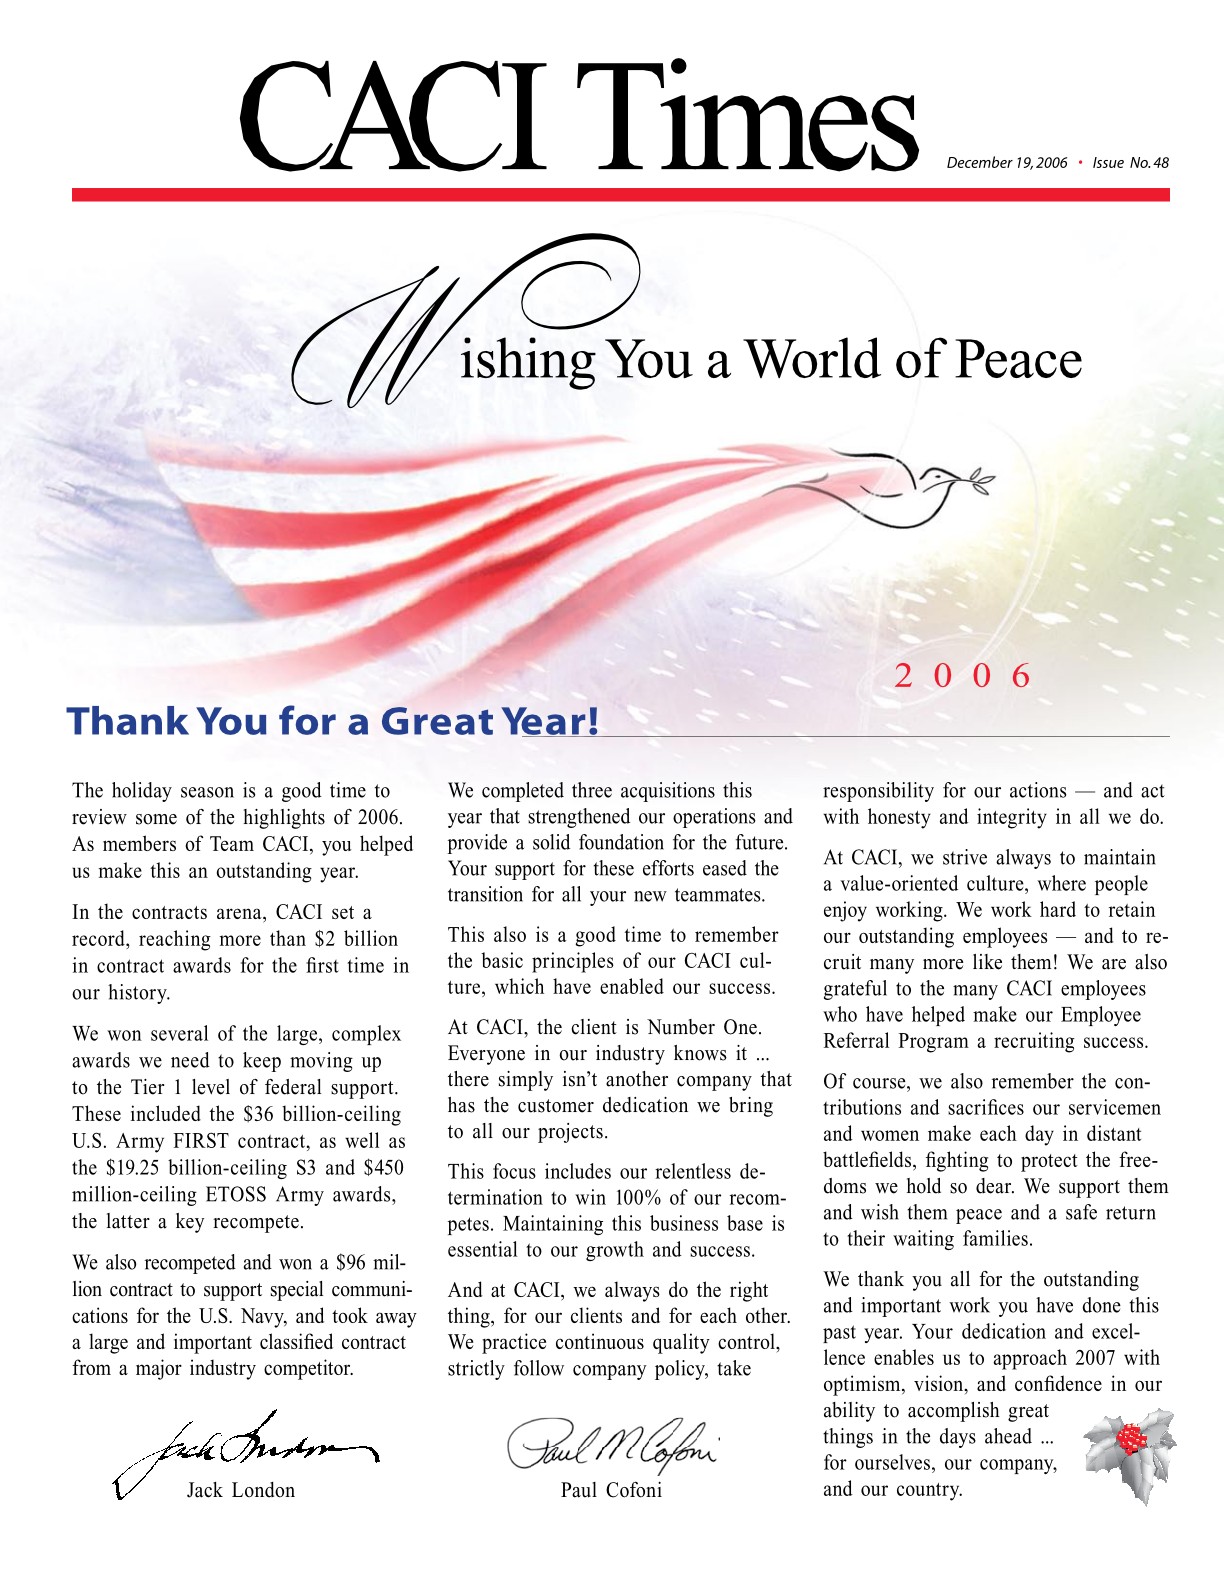 CACI Times
December 19, 2006 • Issue No. 48
Wishing You a World of Peace
2006
Thank You for a Great Year!
The holiday season is a good time to
review some of the highlights of 2006.
As members of Team CACI, you helped
us make this an outstanding year.
In the contracts arena, CACI set a
record, reaching more than $2 billion
in contract awards for the first time in
our history.
We won several of the large, complex
awards we need to keep moving up
to the Tier 1 level of federal support.
These included the $36 billion-ceiling
U.S. Army FIRST contract, as well as
the $19.25 billion-ceiling S3 and $450
million-ceiling ETOSS Army awards,
the latter a key recompete.
We also recompeted and won a $96 mil-
lion contract to support special communi-
cations for the U.S. Navy, and took away
a large and important classified contract
from a major industry competitor.
Jack London
Jack London
We completed three acquisitions this
year that strengthened our operations and
provide a solid foundation for the future.
Your support for these efforts eased the
transition for all your new teammates.
This also is a good time to remember
the basic principles of our CACI cul-
ture, which have enabled our success.
At CACI, the client is Number One.
Everyone in our industry knows it ...
there simply isn't another company that
has the customer dedication we bring
to all our projects.
This focus includes our relentless de-
termination to win 100% of our recom-
petes. Maintaining this business base is
essential to our growth and success.
And at CACI, we always do the right
thing, for our clients and for each other.
We practice continuous quality control,
strictly follow company policy, take
Paul M Cofoni
Paul Cofoni
responsibility for our actions — and act
with honesty and integrity in all we do.
At CACI, we strive always to maintain
a value-oriented culture, where people
enjoy working. We work hard to retain
our outstanding employees — and to re-
cruit many more like them! We are also
grateful to the many CACI employees
who have helped make our Employee
Referral Program a recruiting success.
Of course, we also remember the con-
tributions and sacrifices our servicemen
and women make each day in distant
battlefields, fighting to protect the free-
doms we hold so dear. We support them
and wish them peace and a safe return
to their waiting families.
We thank you all for the outstanding
and important work you have done this
past year. Your dedication and excel-
lence enables us to approach 2007 with
optimism, vision, and confidence in our
ability to accomplish great
things in the days ahead ...
for ourselves, our company,
and our country.